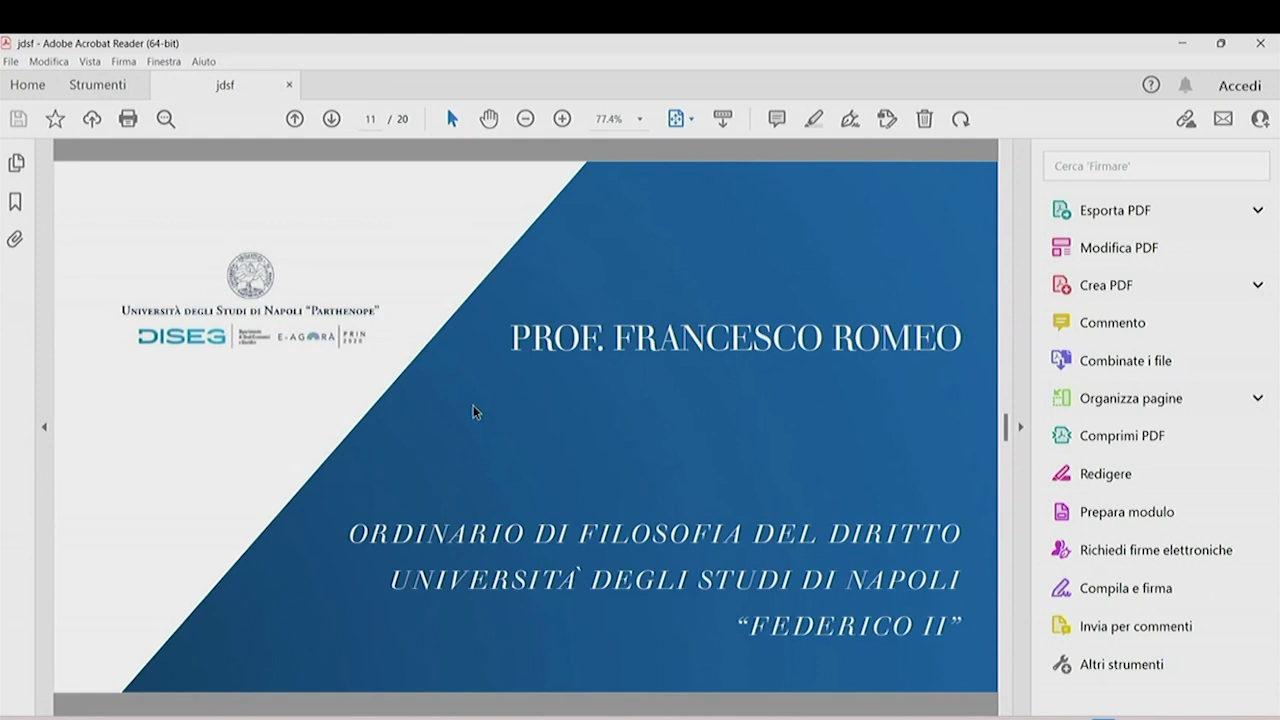 jdsf - Adobe Acrobat Reader (64-bit)
File Modifica Vista Firma Finestra Aiuto
Home Strumenti jdsf Accedi
11 / 20 77.4%
Cerca 'Firmare'
Esporta PDF
Modifica PDF
Crea PDF
Commento
Combinate i file
Organizza pagine
Comprimi PDF
Redigere
Prepara modulo
Richiedi firme elettroniche
Compila e firma
Invia per commenti
Altri strumenti
UNIVERSITÀ DEGLI STUDI DI NAPOLI "PARTHENOPE"
DISEG E-AGORÀ PRIN
PROF. FRANCESCO ROMEO
ORDINARIO DI FILOSOFIA DEL DIRITTO
UNIVERSITA` DEGLI STUDI DI NAPOLI
“FEDERICO II”